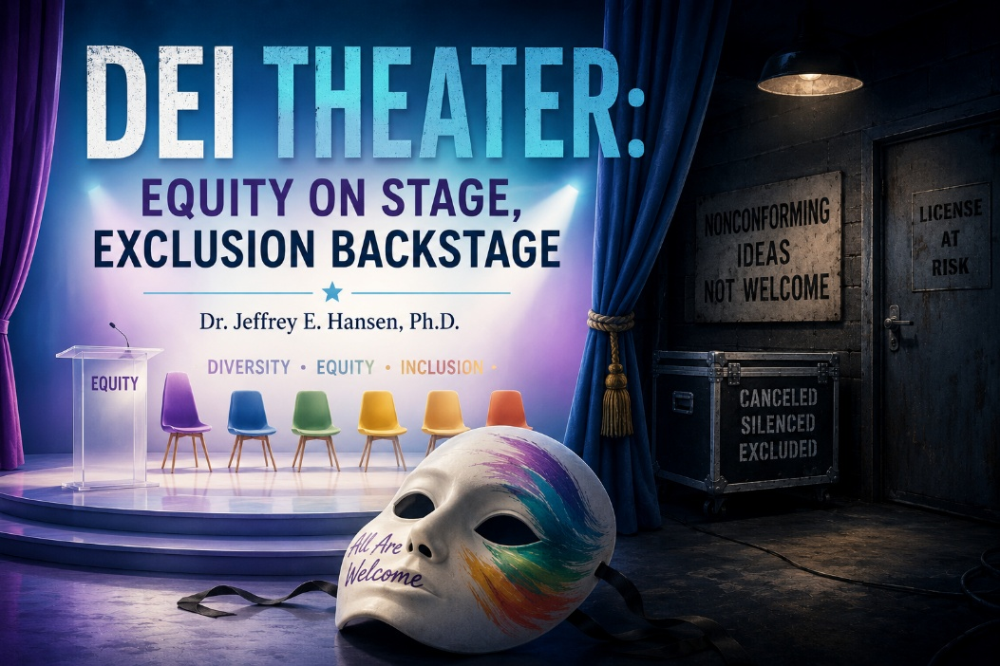 DEI THEATER:
EQUITY ON STAGE,
EXCLUSION BACKSTAGE
Dr. Jeffrey E. Hansen, Ph.D.
DIVERSITY • EQUITY • INCLUSION •
EQUITY
All Are
Welcome
NONCONFORMING
IDEAS
NOT WELCOME
LICENSE
AT
RISK
CANCELED
SILENCED
EXCLUDED